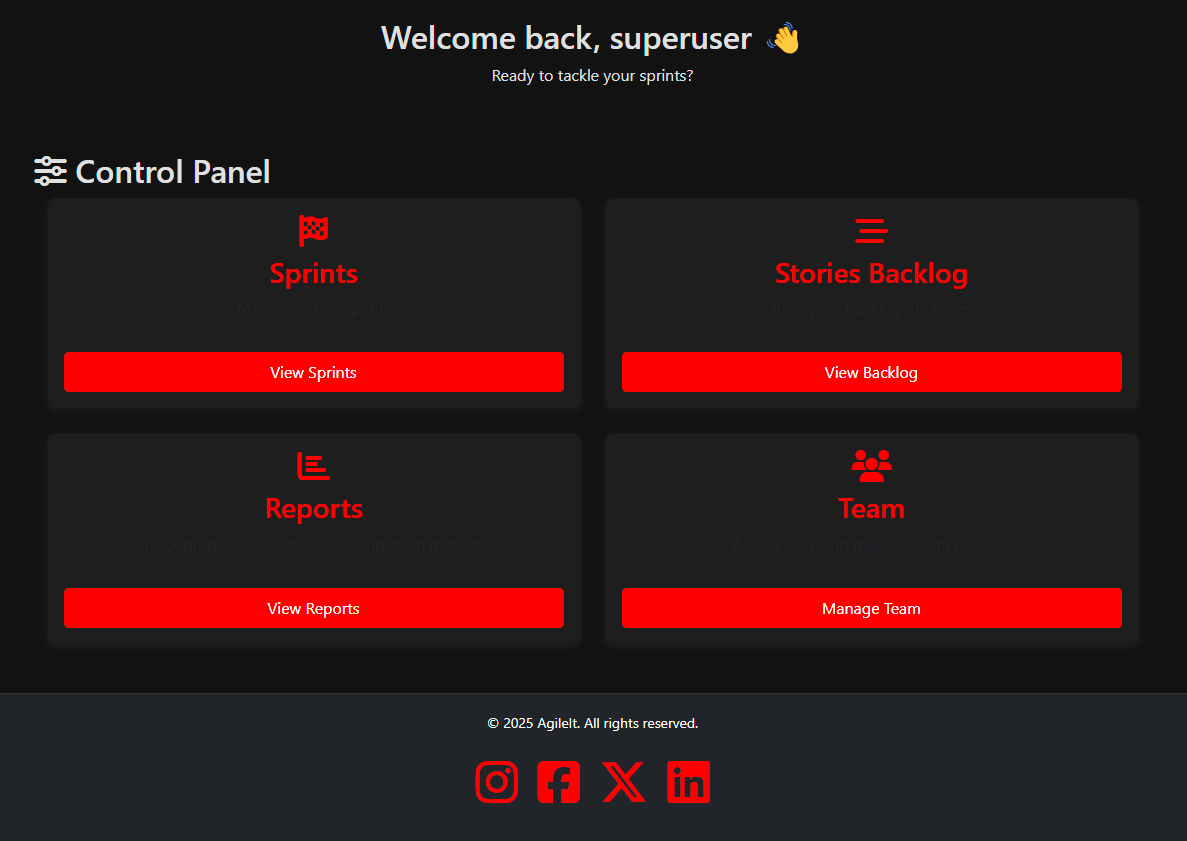 Welcome back, superuser 👋
Ready to tackle your sprints?
Control Panel
Sprints
Manage active sprints.
View Sprints
Stories Backlog
View your backlog of Stories.
View Backlog
Reports
Track progress, velocity, and completion metrics.
View Reports
Team
Assign work and manage team profiles.
Manage Team
© 2025 AgileIt. All rights reserved.